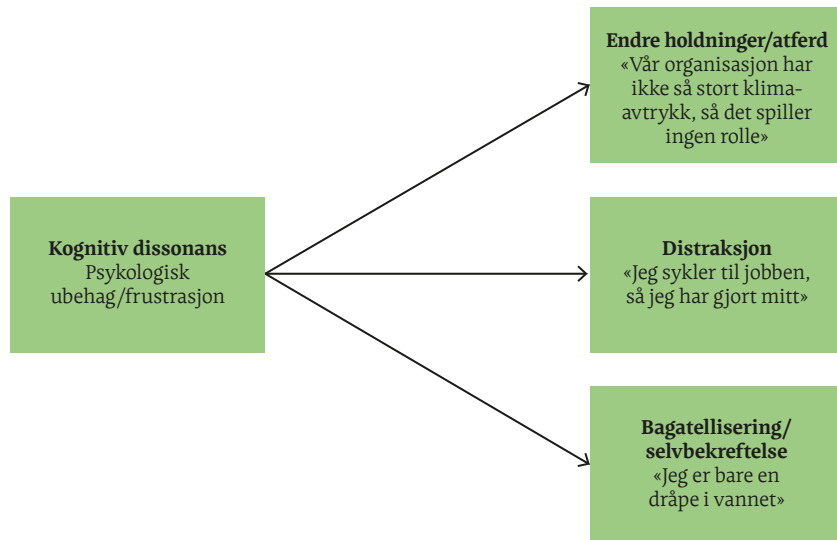 Endre holdninger/atferd
«Vår organisasjon har
ikke så stort klima-
avtrykk, så det spiller
ingen rolle»
Kognitiv dissonans
Psykologisk
ubehag/frustrasjon
Distraksjon
«Jeg sykler til jobben,
så jeg har gjort mitt»
Bagatellisering/
selvbekreftelse
«Jeg er bare en
dråpe i vannet»